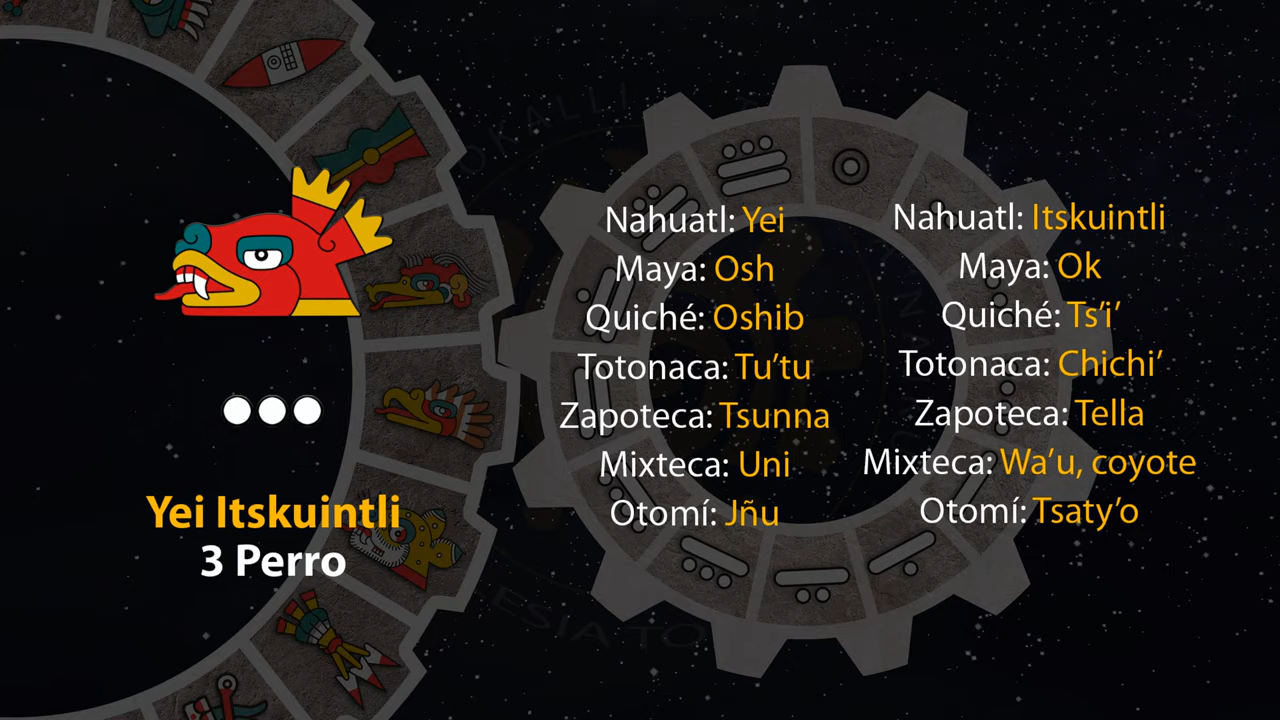 Yei Itskuintli
3 Perro
Nahuatl: Yei
Maya: Osh
Quiché: Oshib
Totonaca: Tu’tu
Zapoteca: Tsunna
Mixteca: Uni
Otomí: Jñu
Nahuatl: Itskuintli
Maya: Ok
Quiché: Ts’i’
Totonaca: Chichi’
Zapoteca: Tella
Mixteca: Wa’u, coyote
Otomí: Tsaty’o